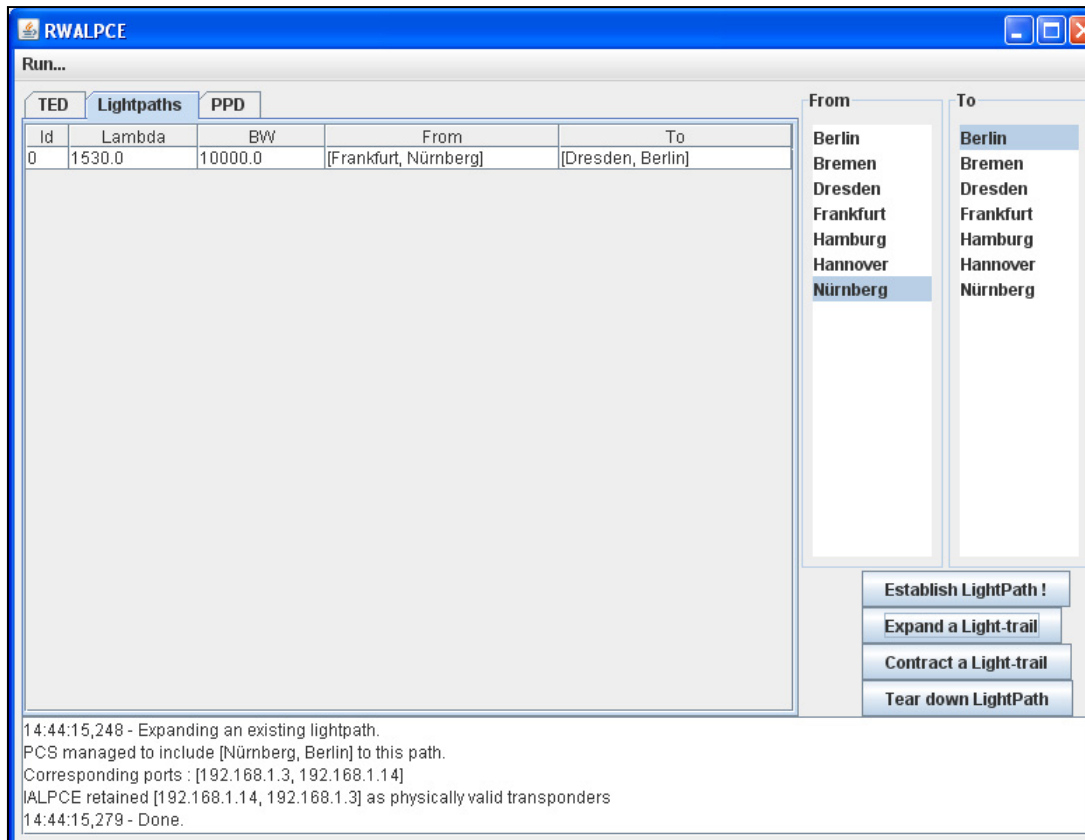 RWALPCE
Run...
TED Lightpaths PPD
Id Lambda BW From To
0 1530.0 10000.0 [Frankfurt, Nürnberg] [Dresden, Berlin]
From
Berlin
Bremen
Dresden
Frankfurt
Hamburg
Hannover
Nürnberg
To
Berlin
Bremen
Dresden
Frankfurt
Hamburg
Hannover
Nürnberg
Establish LightPath !
Expand a Light-trail
Contract a Light-trail
Tear down LightPath
14:44:15,248 - Expanding an existing lightpath.
PCS managed to include [Nürnberg, Berlin] to this path.
Corresponding ports : [192.168.1.3, 192.168.1.14]
IALPCE retained [192.168.1.14, 192.168.1.3] as physically valid transponders
14:44:15,279 - Done.